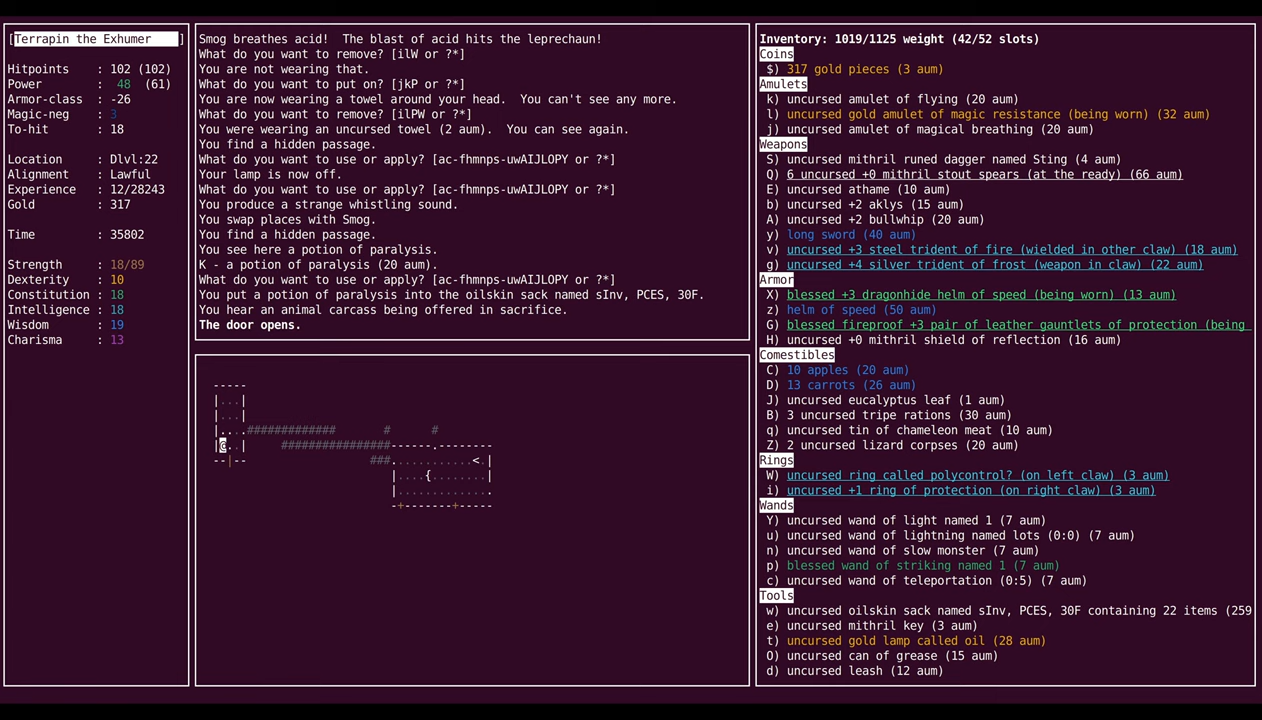 [Terrapin the Exhumer    ]
Hitpoints    : 102 (102)
Power        :  48  (61)
Armor-class : -26
Magic-neg   : 3
To-hit       : 18
Location    : Dlvl:22
Alignment   : Lawful
Experience  : 12/28243
Gold         : 317
Time         : 35802
Strength     : 18/89
Dexterity    : 10
Constitution : 18
Intelligence : 18
Wisdom       : 19
Charisma     : 13
Smog breathes acid!  The blast of acid hits the leprechaun!
What do you want to remove? [ilW or ?*]
You are not wearing that.
What do you want to put on? [jkP or ?*]
You are now wearing a towel around your head.  You can't see any more.
What do you want to remove? [ilPW or ?*]
You were wearing an uncursed towel (2 aum).  You can see again.
You find a hidden passage.
What do you want to use or apply? [ac-fhmnps-uwAIJLOPY or ?*]
Your lamp is now off.
What do you want to use or apply? [ac-fhmnps-uwAIJLOPY or ?*]
You produce a strange whistling sound.
You swap places with Smog.
You find a hidden passage.
You see here a potion of paralysis.
K - a potion of paralysis (20 aum).
What do you want to use or apply? [ac-fhmnps-uwAIJLOPY or ?*]
You put a potion of paralysis into the oilskin sack named sInv, PCES, 30F.
You hear an animal carcass being offered in sacrifice.
The door opens.
-----
|...|
|...|
|....#############       #      #
|@..|     ################------.--------
--|--                  ###............<.|
|....{........|
|.............
-+-------+-----
Inventory: 1019/1125 weight (42/52 slots)
Coins
$) 317 gold pieces (3 aum)
Amulets
k) uncursed amulet of flying (20 aum)
l) uncursed gold amulet of magic resistance (being worn) (32 aum)
j) uncursed amulet of magical breathing (20 aum)
Weapons
S) uncursed mithril runed dagger named Sting (4 aum)
Q) 6 uncursed +0 mithril stout spears (at the ready) (66 aum)
E) uncursed athame (10 aum)
b) uncursed +2 aklys (15 aum)
A) uncursed +2 bullwhip (20 aum)
y) long sword (40 aum)
v) uncursed +3 steel trident of fire (wielded in other claw) (18 aum)
g) uncursed +4 silver trident of frost (weapon in claw) (22 aum)
Armor
X) blessed +3 dragonhide helm of speed (being worn) (13 aum)
z) helm of speed (50 aum)
G) blessed fireproof +3 pair of leather gauntlets of protection (being
H) uncursed +0 mithril shield of reflection (16 aum)
Comestibles
C) 10 apples (20 aum)
D) 13 carrots (26 aum)
J) uncursed eucalyptus leaf (1 aum)
B) 3 uncursed tripe rations (30 aum)
q) uncursed tin of chameleon meat (10 aum)
Z) 2 uncursed lizard corpses (20 aum)
Rings
W) uncursed ring called polycontrol? (on left claw) (3 aum)
i) uncursed +1 ring of protection (on right claw) (3 aum)
Wands
Y) uncursed wand of light named 1 (7 aum)
u) uncursed wand of lightning named lots (0:0) (7 aum)
n) uncursed wand of slow monster (7 aum)
p) blessed wand of striking named 1 (7 aum)
c) uncursed wand of teleportation (0:5) (7 aum)
Tools
w) uncursed oilskin sack named sInv, PCES, 30F containing 22 items (259
e) uncursed mithril key (3 aum)
t) uncursed gold lamp called oil (28 aum)
O) uncursed can of grease (15 aum)
d) uncursed leash (12 aum)